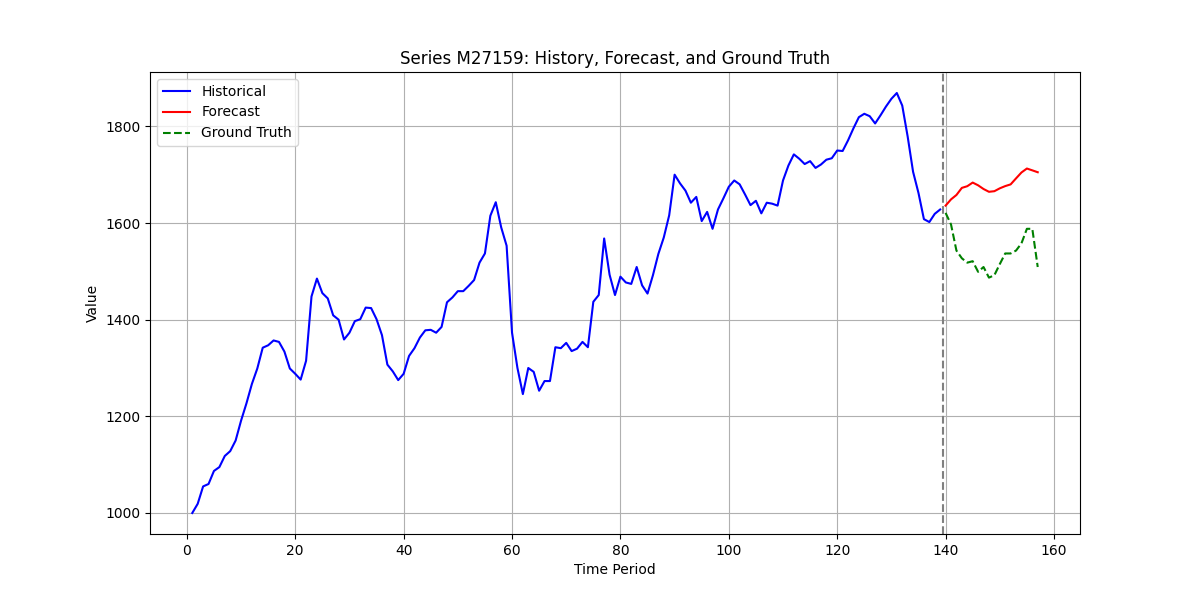 Series M27159: History, Forecast, and Ground Truth
Historical
Forecast
Ground Truth
1800
1600
1400
1200
1000
Value
0 20 40 60 80 100 120 140 160
Time Period